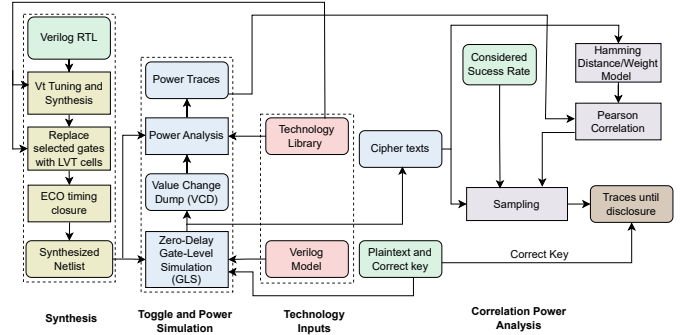 Verilog RTL
Vt Tuning and
Synthesis
Replace
selected gates
with LVT cells
ECO timing
closure
Synthesized
Netlist
Synthesis
Power Traces
Power Analysis
Value Change
Dump (VCD)
Zero-Delay
Gate-Level
Simulation
(GLS)
Toggle and Power
Simulation
Technology
Library
Verilog
Model
Technology
Inputs
Cipher texts
Plaintext and
Correct key
Considered
Sucess Rate
Hamming
Distance/Weight
Model
Pearson
Correlation
Sampling
Traces until
disclosure
Correct Key
Correlation Power
Analysis